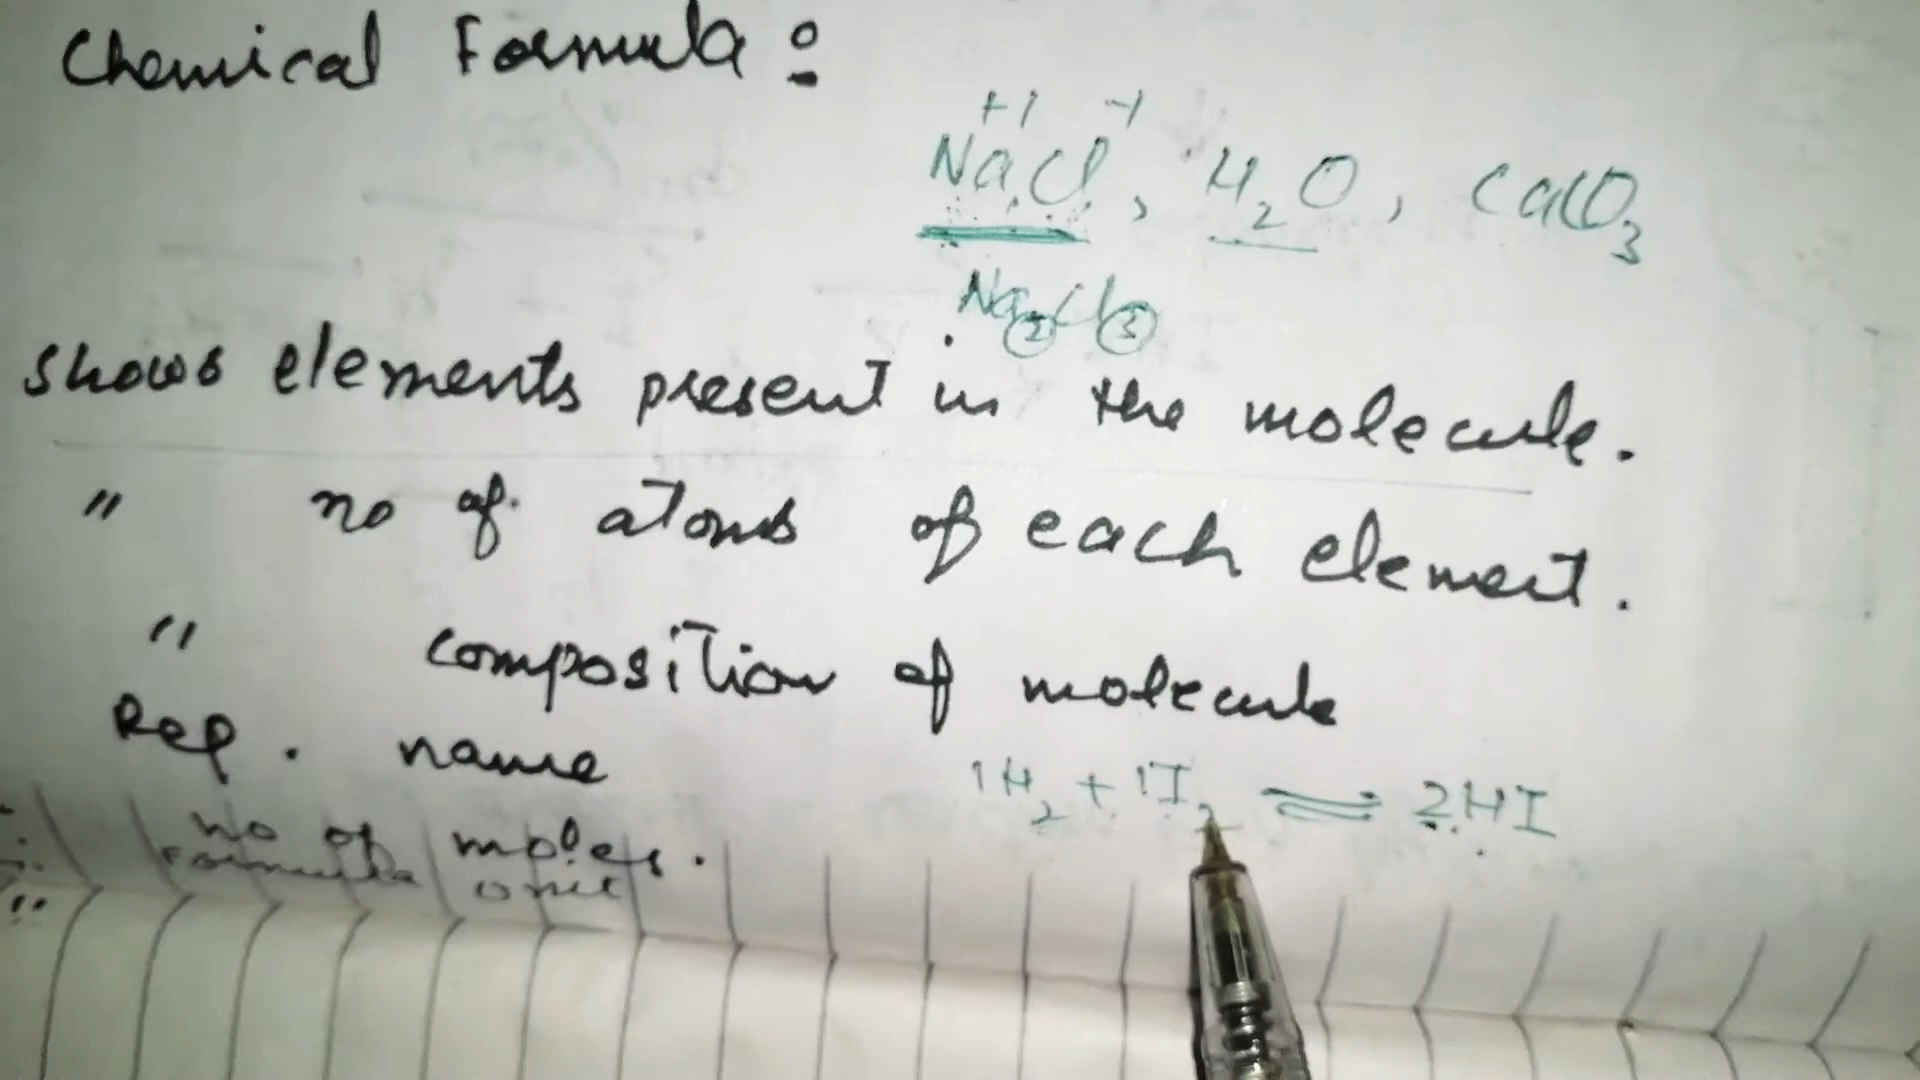 Chemical Formula :
+1 -1
NaCl, H2O, CaCO3
Na2Cl3
shows elements present in the molecule.
" no of atoms of each element.
" composition of molecule
Rep. name
1H2 + 1I2 ⇌ 2HI
no of moles.
formula unit